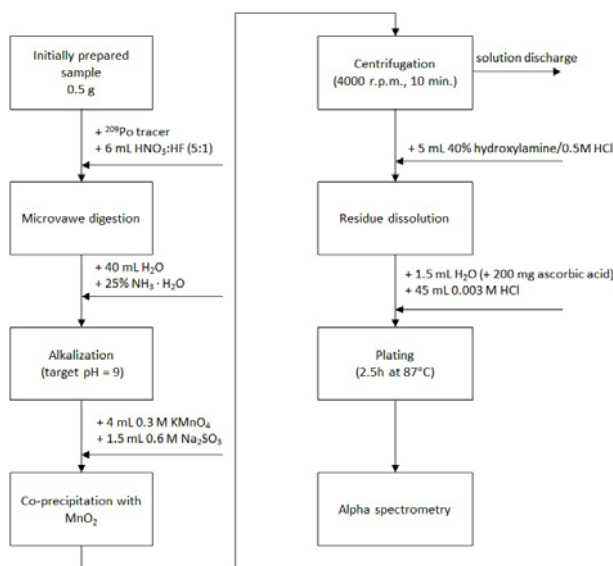 Initially prepared
sample
0.5 g
+ ²⁰⁹Po tracer
+ 6 mL HNO₃:HF (5:1)
Microvawe digestion
+ 40 mL H₂O
+ 25% NH₃ · H₂O
Alkalization
(target pH = 9)
+ 4 mL 0.3 M KMnO₄
+ 1.5 mL 0.6 M Na₂SO₃
Co-precipitation with
MnO₂
Centrifugation
(4000 r.p.m., 10 min.)
solution discharge
+ 5 mL 40% hydroxylamine/0.5M HCl
Residue dissolution
+ 1.5 mL H₂O (+ 200 mg ascorbic acid)
+ 45 mL 0.003 M HCl
Plating
(2.5h at 87°C)
Alpha spectrometry